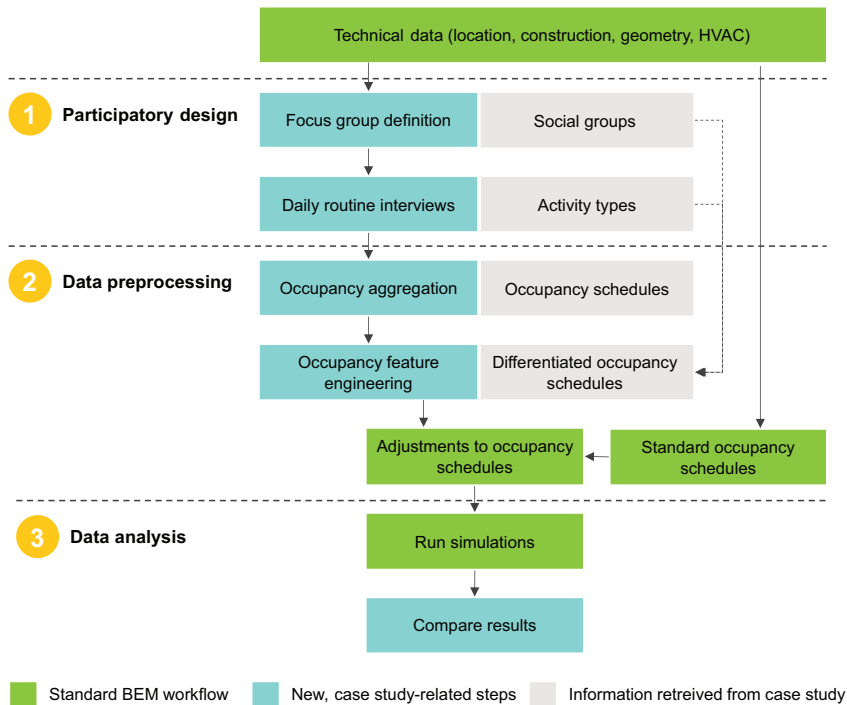 Technical data (location, construction, geometry, HVAC)
1
Participatory design
Focus group definition
Social groups
Daily routine interviews
Activity types
2
Data preprocessing
Occupancy aggregation
Occupancy schedules
Occupancy feature
engineering
Differentiated occupancy
schedules
Adjustments to occupancy
schedules
Standard occupancy
schedules
3
Data analysis
Run simulations
Compare results
Standard BEM workflow
New, case study-related steps
Information retreived from case study